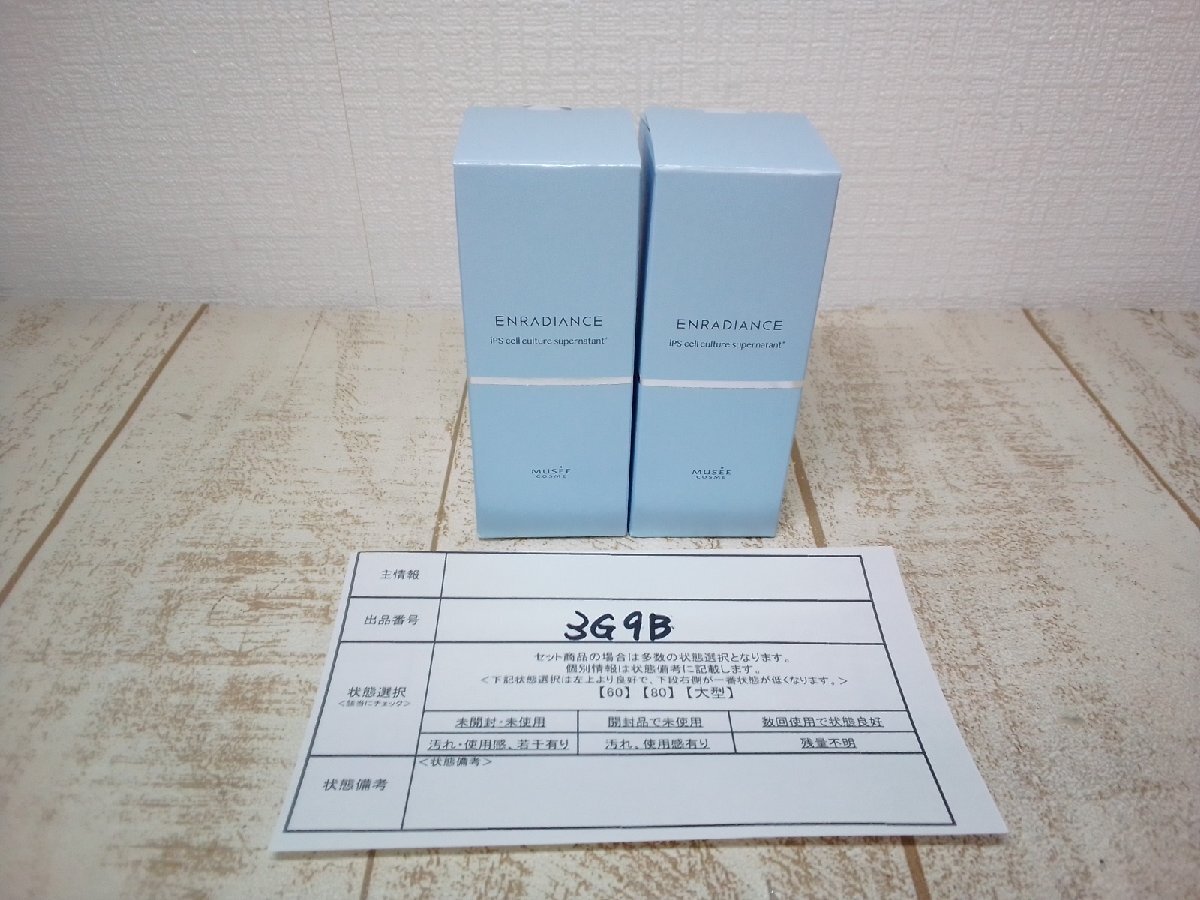 ENRADIANCE
iPS cell culture supernatant*
MUSÉE
COSME
ENRADIANCE
iPS cell culture supernatant*
MUSÉE
COSME
主情報
出品番号
3G9B
状態選択
<該当にチェック>
セット商品の場合は多数の状態選択となります。
個別情報は状態備考に記載します。
<下記状態選択は左上より良好で、下段右側が一番状態が低くなります。>
【60】【80】【大型】
未開封・未使用
開封品で未使用
数回使用で状態良好
汚れ・使用感、若干有り
汚れ、使用感有り
残量不明
状態備考
<状態備考>